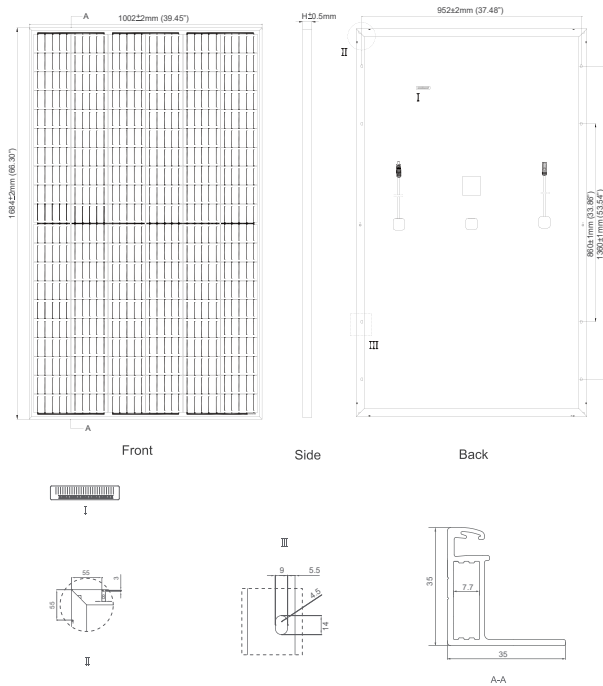 A
1002±2mm (39.45")
H±0.5mm
952±2mm (37.48")
II
I
1684±2mm (66.30")
860±1mm (33.86")
1360±1mm (53.54")
III
A
Front
Side
Back
I
III
55
3
55
II
9
5.5
4.5
14
35
7.7
35
A-A